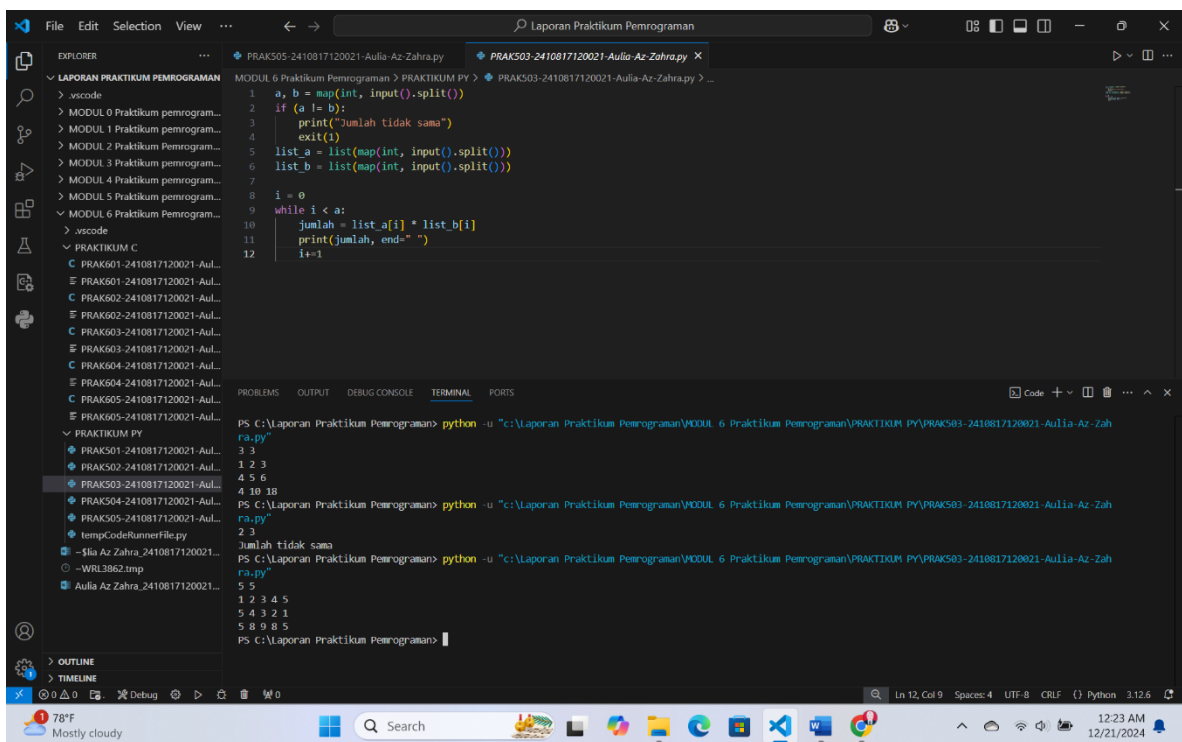 File Edit Selection View ···
Laporan Praktikum Pemrograman
EXPLORER
LAPORAN PRAKTIKUM PEMROGRAMAN
.vscode
MODUL 0 Praktikum pemrogram...
MODUL 1 Praktikum pemrogram...
MODUL 2 Praktikum Pemrogram...
MODUL 3 Praktikum pemrogram...
MODUL 4 Praktikum pemrogram...
MODUL 5 Praktikum pemrogram...
MODUL 6 Praktikum Pemrogram...
.vscode
PRAKTIKUM C
C PRAK601-2410817120021-Aul...
PRAK601-2410817120021-Aul...
C PRAK602-2410817120021-Aul...
PRAK602-2410817120021-Aul...
C PRAK603-2410817120021-Aul...
PRAK603-2410817120021-Aul...
C PRAK604-2410817120021-Aul...
PRAK604-2410817120021-Aul...
C PRAK605-2410817120021-Aul...
PRAK605-2410817120021-Aul...
PRAKTIKUM PY
PRAK501-2410817120021-Aul...
PRAK502-2410817120021-Aul...
PRAK503-2410817120021-Aul...
PRAK504-2410817120021-Aul...
PRAK505-2410817120021-Aul...
tempCodeRunnerFile.py
~$lia Az Zahra_2410817120021...
~WRL3862.tmp
Aulia Az Zahra_2410817120021...
OUTLINE
TIMELINE
PRAK505-2410817120021-Aulia-Az-Zahra.py
PRAK503-2410817120021-Aulia-Az-Zahra.py
MODUL 6 Praktikum Pemrograman > PRAKTIKUM PY > PRAK503-2410817120021-Aulia-Az-Zahra.py > ...
1 a, b = map(int, input().split())
2 if (a != b):
3 print("Jumlah tidak sama")
4 exit(1)
5 list_a = list(map(int, input().split()))
6 list_b = list(map(int, input().split()))
7
8 i = 0
9 while i < a:
10 jumlah = list_a[i] * list_b[i]
11 print(jumlah, end=" ")
12 i+=1
PROBLEMS OUTPUT DEBUG CONSOLE TERMINAL PORTS
Code
PS C:\Laporan Praktikum Pemrograman> python -u "c:\Laporan Praktikum Pemrograman\MODUL 6 Praktikum Pemrograman\PRAKTIKUM PY\PRAK503-2410817120021-Aulia-Az-Zah
ra.py"
3 3
1 2 3
4 5 6
4 10 18
PS C:\Laporan Praktikum Pemrograman> python -u "c:\Laporan Praktikum Pemrograman\MODUL 6 Praktikum Pemrograman\PRAKTIKUM PY\PRAK503-2410817120021-Aulia-Az-Zah
ra.py"
2 3
Jumlah tidak sama
PS C:\Laporan Praktikum Pemrograman> python -u "c:\Laporan Praktikum Pemrograman\MODUL 6 Praktikum Pemrograman\PRAKTIKUM PY\PRAK503-2410817120021-Aulia-Az-Zah
ra.py"
5 5
1 2 3 4 5
5 4 3 2 1
5 8 9 8 5
PS C:\Laporan Praktikum Pemrograman>
0 0 Debug 0
Ln 12, Col 9 Spaces: 4 UTF-8 CRLF {} Python 3.12.6
1
78°F
Mostly cloudy
Search
12:23 AM
12/21/2024